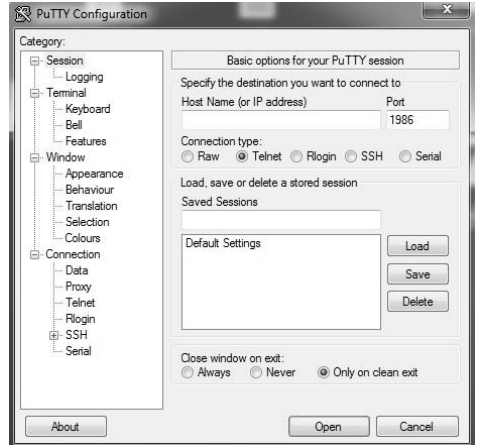 PuTTY Configuration
X
Category:
Session
Logging
Terminal
Keyboard
Bell
Features
Window
Appearance
Behaviour
Translation
Selection
Colours
Connection
Data
Proxy
Telnet
Rlogin
SSH
Serial
Basic options for your PuTTY session
Specify the destination you want to connect to
Host Name (or IP address) Port
1986
Connection type:
Raw Telnet Rlogin SSH Serial
Load, save or delete a stored session
Saved Sessions
Default Settings
Load
Save
Delete
Close window on exit:
Always Never Only on clean exit
About Open Cancel